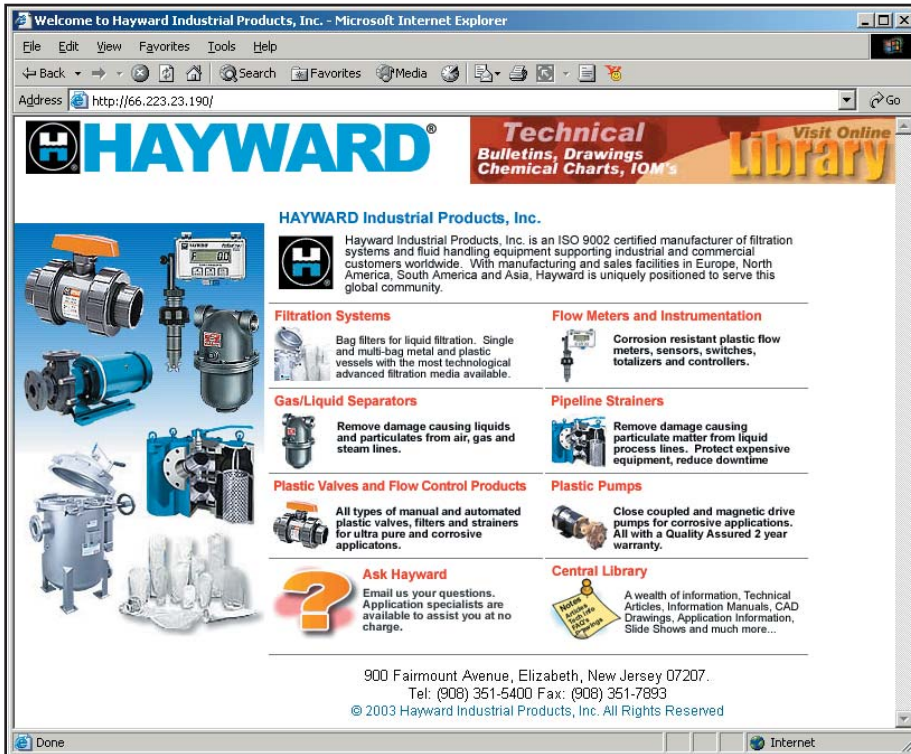 Welcome to Hayward Industrial Products, Inc. - Microsoft Internet Explorer
File Edit View Favorites Tools Help
Back Search Favorites Media
Address http://66.223.23.190/ Go
HAYWARD®
Technical
Bulletins, Drawings
Chemical Charts, IOM's
Visit Online
Library
HAYWARD Industrial Products, Inc.
Hayward Industrial Products, Inc. is an ISO 9002 certified manufacturer of filtration
systems and fluid handling equipment supporting industrial and commercial
customers worldwide. With manufacturing and sales facilities in Europe, North
America, South America and Asia, Hayward is uniquely positioned to serve this
global community.
Filtration Systems
Bag filters for liquid filtration. Single
and multi-bag metal and plastic
vessels with the most technological
advanced filtration media available.
Flow Meters and Instrumentation
Corrosion resistant plastic flow
meters, sensors, switches,
totalizers and controllers.
Gas/Liquid Separators
Remove damage causing liquids
and particulates from air, gas and
steam lines.
Pipeline Strainers
Remove damage causing
particulate matter from liquid
process lines. Protect expensive
equipment, reduce downtime
Plastic Valves and Flow Control Products
All types of manual and automated
plastic valves, filters and strainers
for ultra pure and corrosive
applicatons.
Plastic Pumps
Close coupled and magnetic drive
pumps for corrosive applications.
All with a Quality Assured 2 year
warranty.
Ask Hayward
Email us your questions.
Application specialists are
available to assist you at no
charge.
Central Library
Notes
Articles
Tech Info
FAQ's
Drawings
A wealth of information, Technical
Articles, Information Manuals, CAD
Drawings, Application Information,
Slide Shows and much more...
900 Fairmount Avenue, Elizabeth, New Jersey 07207.
Tel: (908) 351-5400 Fax: (908) 351-7893
© 2003 Hayward Industrial Products, Inc. All Rights Reserved
Done Internet